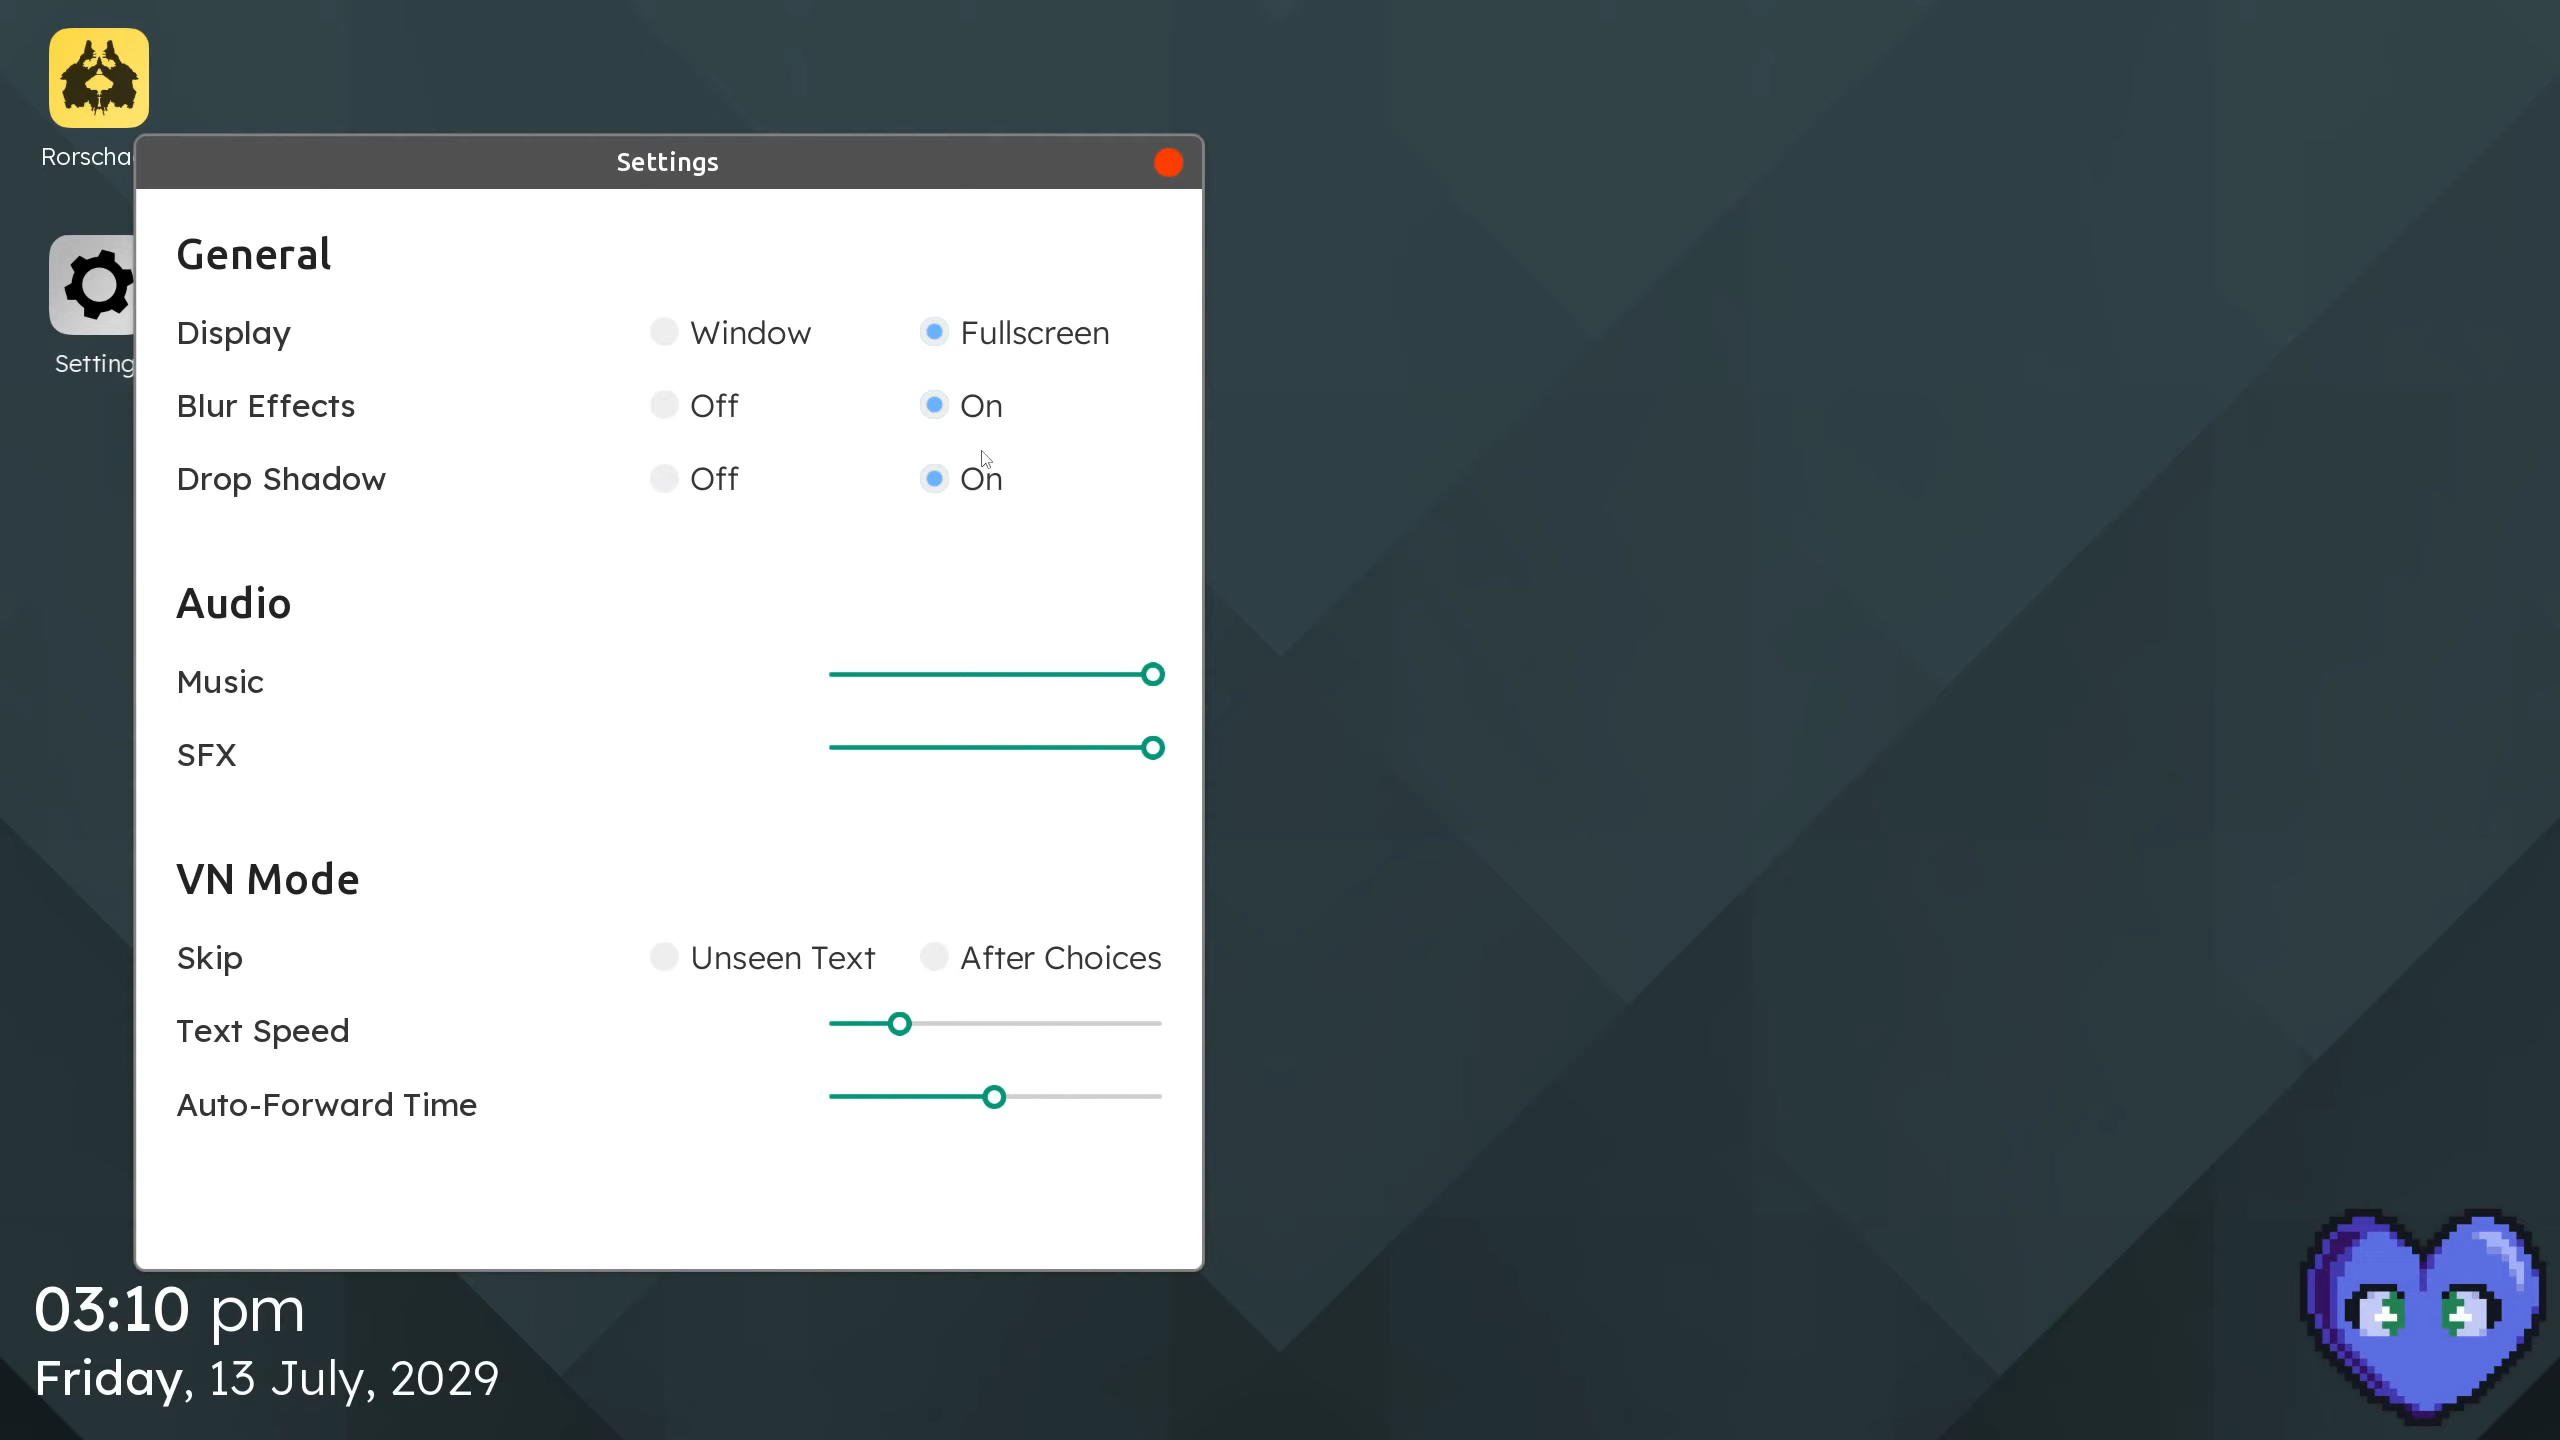 Rorscha
Settings
Setting
General
Display Window Fullscreen
Blur Effects Off On
Drop Shadow Off On
Audio
Music
SFX
VN Mode
Skip Unseen Text After Choices
Text Speed
Auto-Forward Time
03:10 pm
Friday, 13 July, 2029